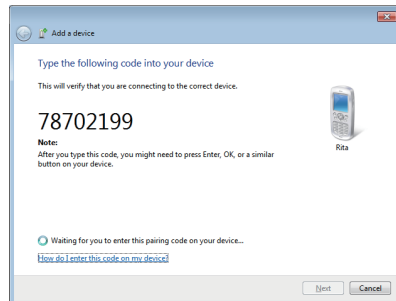 Add a device
Type the following code into your device
This will verify that you are connecting to the correct device.
78702199
Note:
After you type this code, you might need to press Enter, OK, or a similar
button on your device.
Rita
Waiting for you to enter this pairing code on your device...
How do I enter this code on my device?
Next Cancel